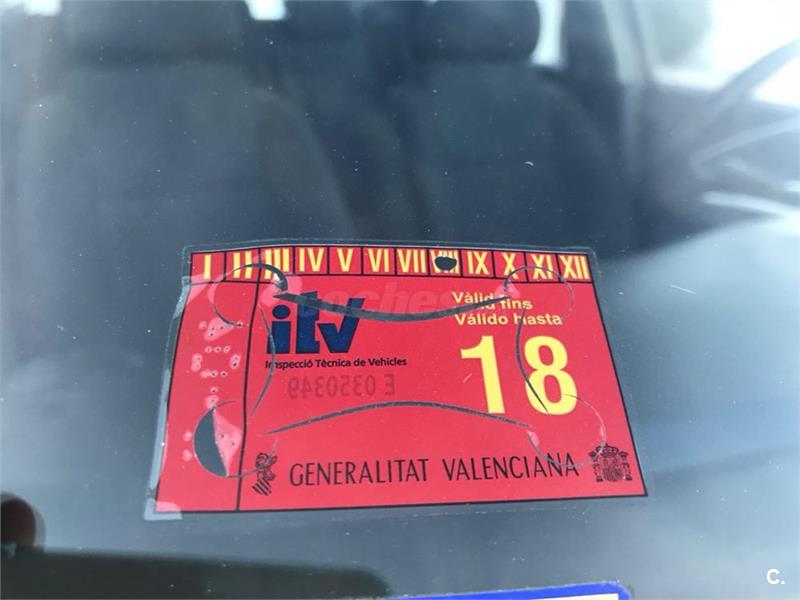 I II III IV V VI VII VIII IX X XI XII
coches
Vàlid fins
Válido hasta
itv
Inspecció Tècnica de Vehicles
18
E 0350349
GENERALITAT VALENCIANA
C.